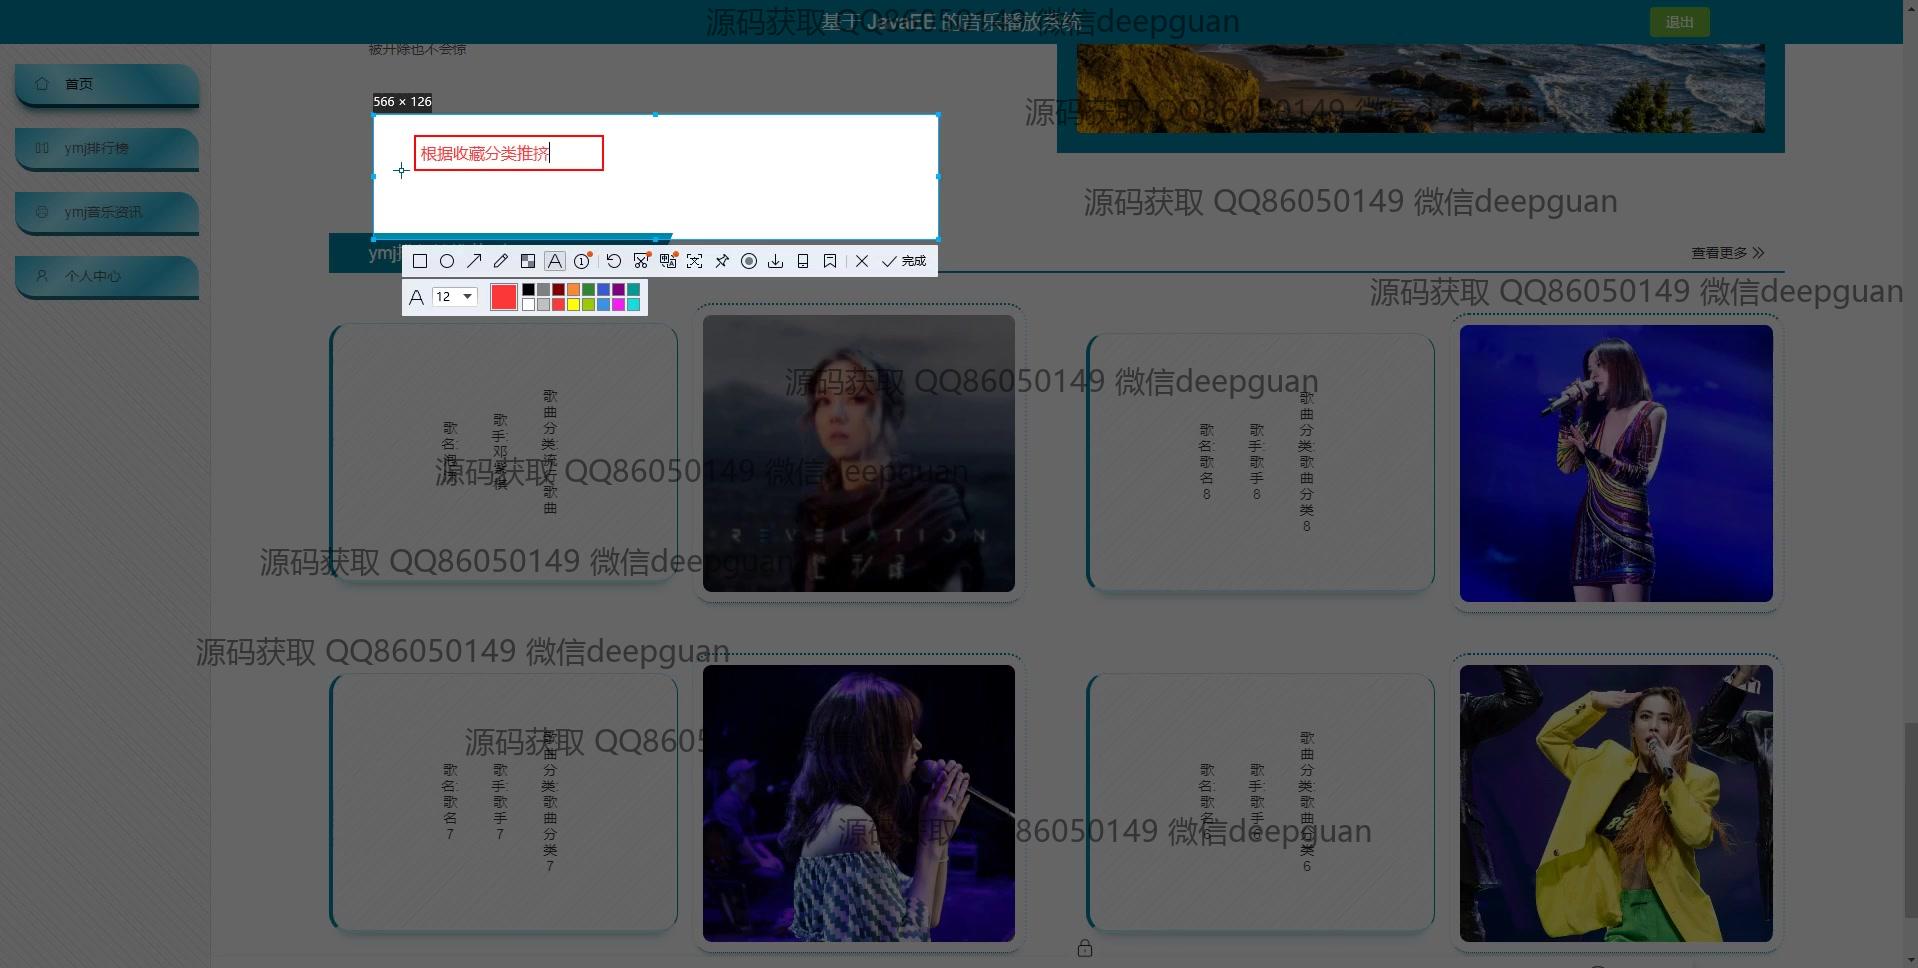 基于 JavaEE 的音乐播放系统
源码获取 QQ86050149 微信deepguan
退出
首页
ymj排行榜
ymj音乐资讯
个人中心
被开除也不会惊
566 × 126
根据收藏分类推挤
源码获取 QQ86050149 微信deepguan
源码获取 QQ86050149 微信deepguan
ymj
查看更多
完成
12
源码获取 QQ86050149 微信deepguan
歌名:
歌手:邓紫棋
歌曲分类:流行歌曲
REVELATION
启示录
源码获取 QQ86050149 微信deepguan
歌名:歌名8
歌手:歌手8
歌曲分类:歌曲分类8
源码获取 QQ86050149 微信deepguan
源码获取 QQ86050149 微信deepguan
源码获取 QQ86050149 微信deepguan
源码获取 QQ8605
歌名:歌名7
歌手:歌手7
歌曲分类:歌曲分类7
歌名:歌名6
歌手:歌手6
歌曲分类:歌曲分类6
源码获取 QQ86050149 微信deepguan